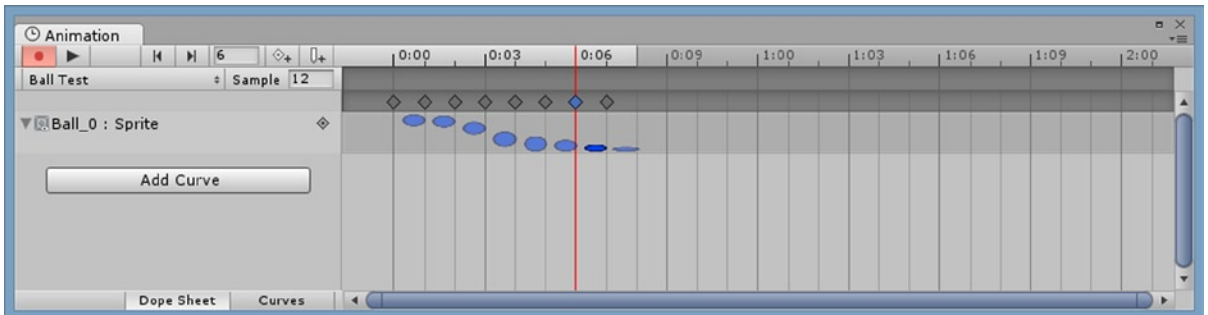 Animation
6 0:00 0:03 0:06 0:09 1:00 1:03 1:06 1:09 2:00
Ball Test Sample 12
Ball_0 : Sprite
Add Curve
Dope Sheet Curves